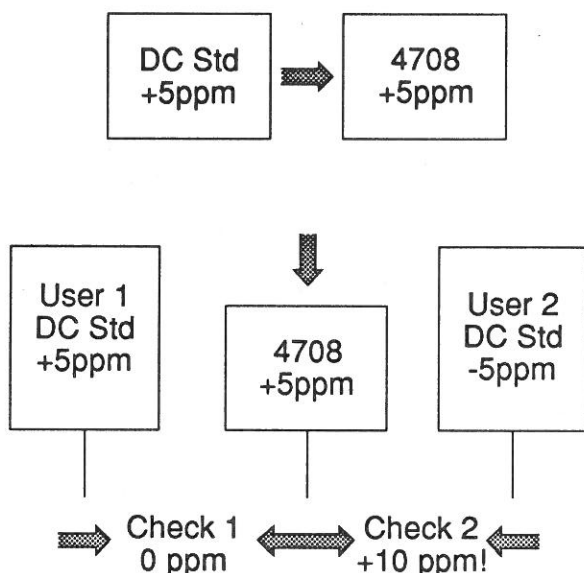 DC Std
+5ppm
4708
+5ppm
User 1
DC Std
+5ppm
4708
+5ppm
User 2
DC Std
-5ppm
Check 1
0 ppm
Check 2
+10 ppm!